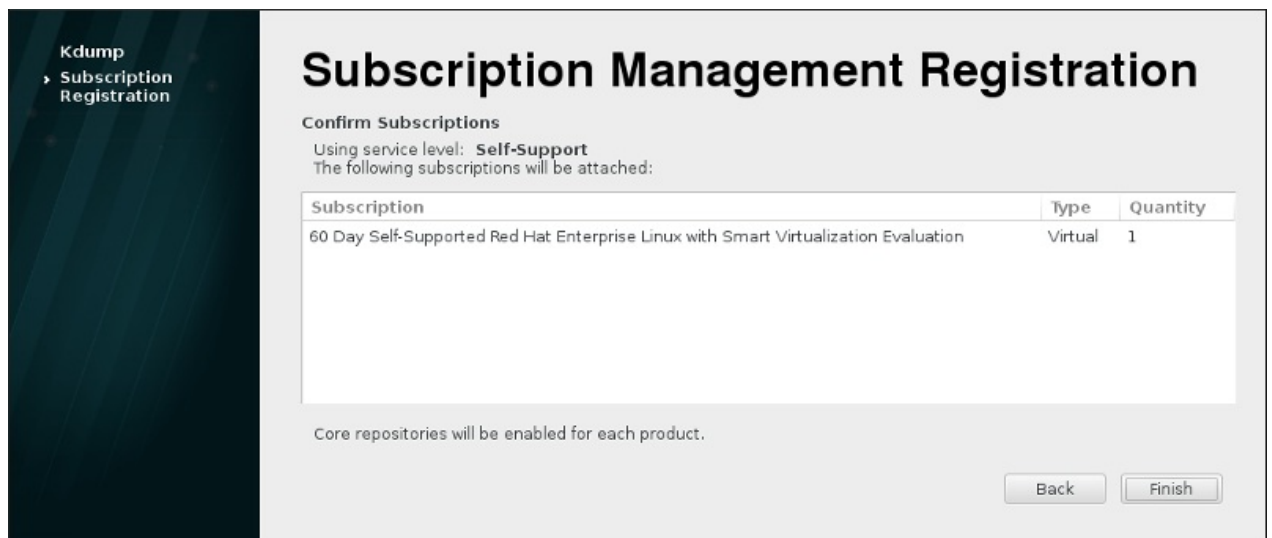 Kdump
Subscription
Registration
Subscription Management Registration
Confirm Subscriptions
Using service level: Self-Support
The following subscriptions will be attached:
Subscription Type Quantity
60 Day Self-Supported Red Hat Enterprise Linux with Smart Virtualization Evaluation Virtual 1
Core repositories will be enabled for each product.
Back Finish